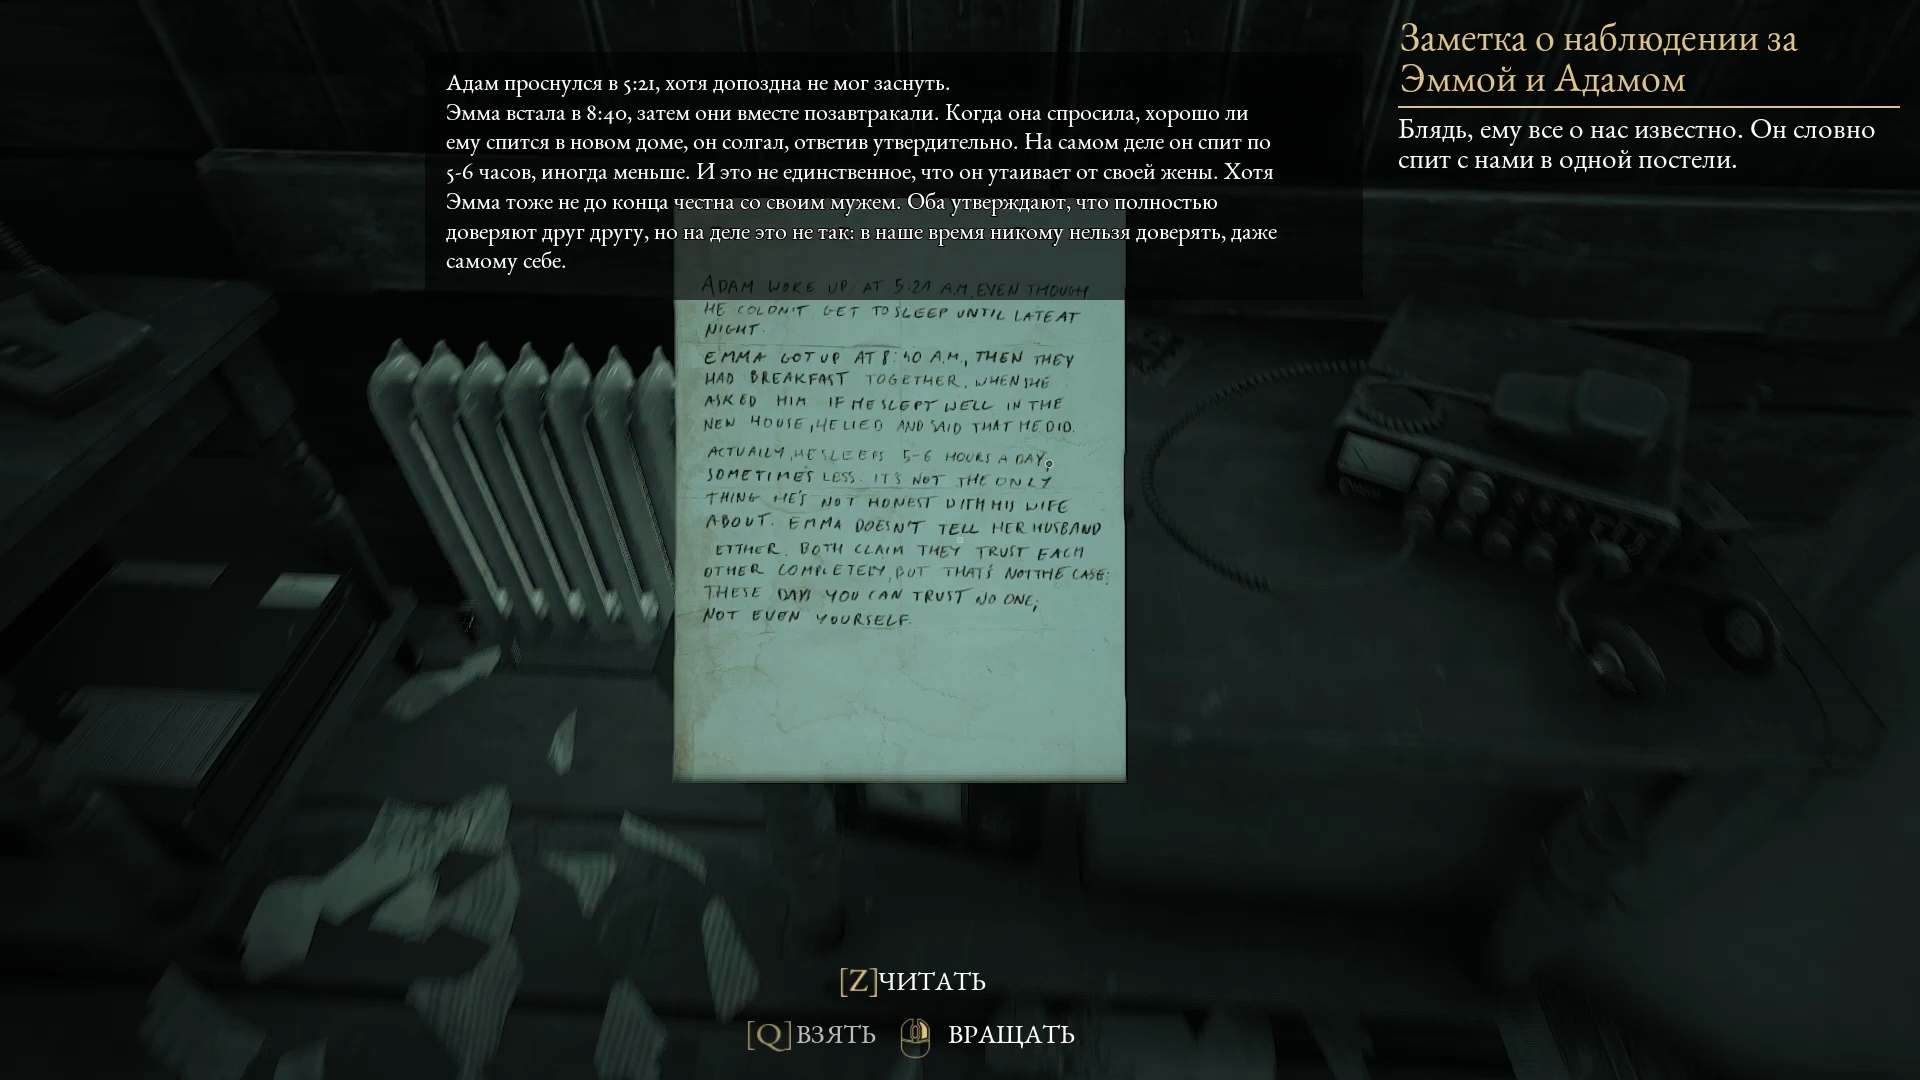 Заметка о наблюдении за
Эммой и Адамом
Блядь, ему все о нас известно. Он словно
спит с нами в одной постели.
Адам проснулся в 5:21, хотя допоздна не мог заснуть.
Эмма встала в 8:40, затем они вместе позавтракали. Когда она спросила, хорошо ли
ему спится в новом доме, он солгал, ответив утвердительно. На самом деле он спит по
5-6 часов, иногда меньше. И это не единственное, что он утаивает от своей жены. Хотя
Эмма тоже не до конца честна со своим мужем. Оба утверждают, что полностью
доверяют друг другу, но на деле это не так: в наше время никому нельзя доверять, даже
самому себе.
ADAM WOKE UP AT 5:21 A.M, EVEN THOUGH
HE COLDN'T GET TO SLEEP UNTIL LATE AT
NIGHT.
EMMA GOT UP AT 8:40 A.M., THEN THEY
HAD BREAKFAST TOGETHER. WHEN SHE
ASKED HIM IF HE SLEPT WELL IN THE
NEW HOUSE, HE LIED AND SAID THAT HE DID.
ACTUALLY, HE SLEEPS 5-6 HOURS A DAY,
SOMETIMES LESS. IT'S NOT THE ONLY
THING HE'S NOT HONEST WITH HIS WIFE
ABOUT. EMMA DOESN'T TELL HER HUSBAND
EITHER. BOTH CLAIM THEY TRUST EACH
OTHER COMPLETELY, BUT THAT'S NOT THE CASE:
THESE DAYS YOU CAN TRUST NO ONE,
NOT EVEN YOURSELF.
[Z] ЧИТАТЬ
[Q] ВЗЯТЬ ВРАЩАТЬ